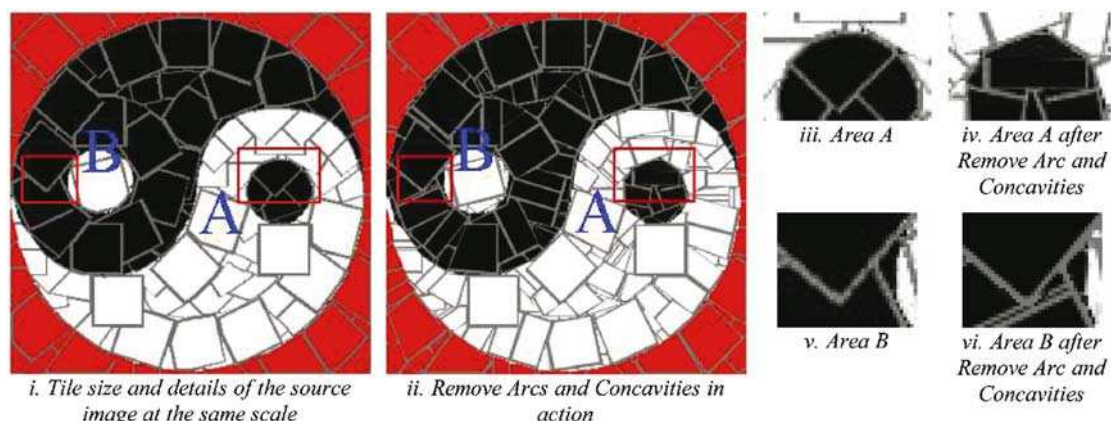 B
A
B
A
i. Tile size and details of the source
image at the same scale
ii. Remove Arcs and Concavities in
action
iii. Area A
iv. Area A after
Remove Arc and
Concavities
v. Area B
vi. Area B after
Remove Arc and
Concavities